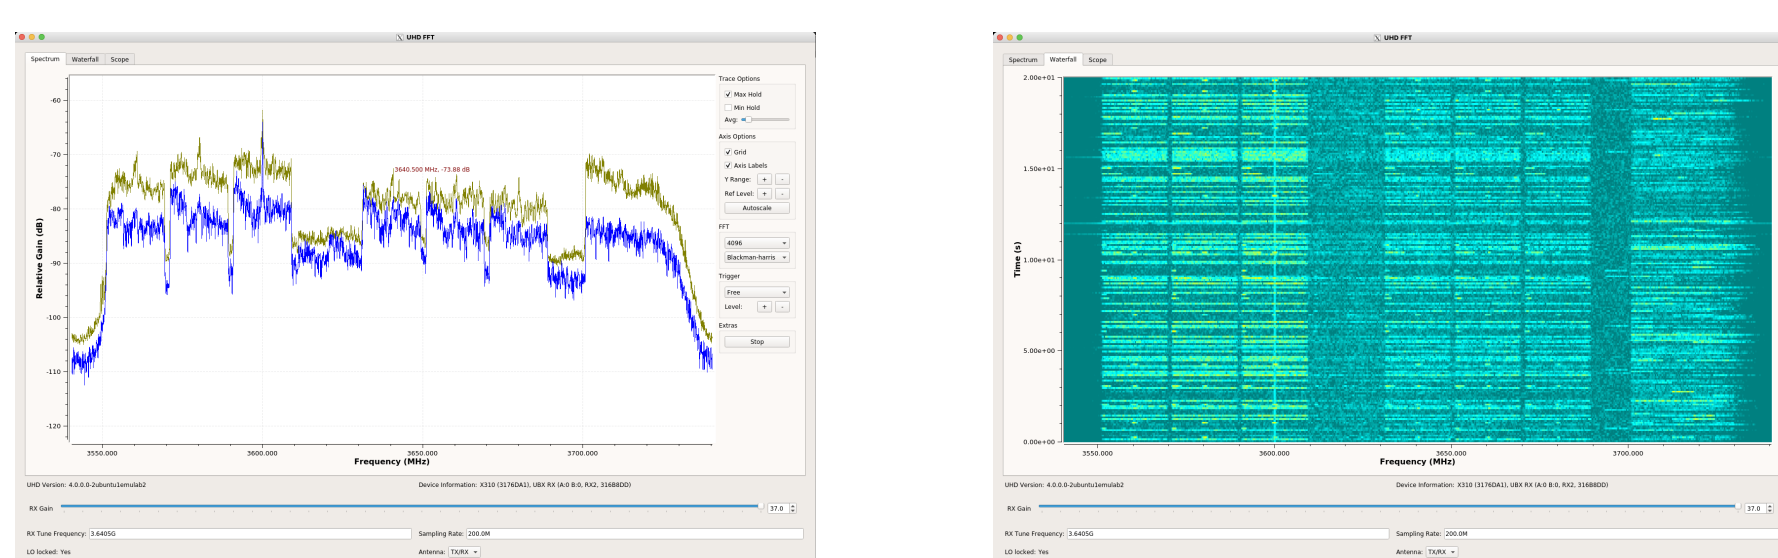 UHD FFT
Spectrum Waterfall Scope
Trace Options
Max Hold
Min Hold
Avg:
Axis Options
Grid
Axis Labels
Y Range: + -
Ref Level: + -
Autoscale
FFT
4096
Blackman-harris
Trigger
Free
Level: + -
Extras
Stop
3640.500 MHz, -73.88 dB
Relative Gain (dB)
-60
-70
-80
-90
-100
-110
-120
3550.000 3600.000 3650.000 3700.000
Frequency (MHz)
UHD Version: 4.0.0.0-2ubuntu1emulab2 Device Information: X310 (3176DA1), UBX RX (A:0 B:0, RX2, 316B8DD)
RX Gain 37.0
RX Tune Frequency: 3.6405G Sampling Rate: 200.0M
LO locked: Yes Antenna: TX/RX
UHD FFT
Spectrum Waterfall Scope
Time (s)
2.00e+01
1.50e+01
1.00e+01
5.00e+00
0.00e+00
3550.000 3600.000 3650.000 3700.000
Frequency (MHz)
UHD Version: 4.0.0.0-2ubuntu1emulab2 Device Information: X310 (3176DA1), UBX RX (A:0 B:0, RX2, 316B8DD)
RX Gain 37.0
RX Tune Frequency: 3.6405G Sampling Rate: 200.0M
LO locked: Yes Antenna: TX/RX